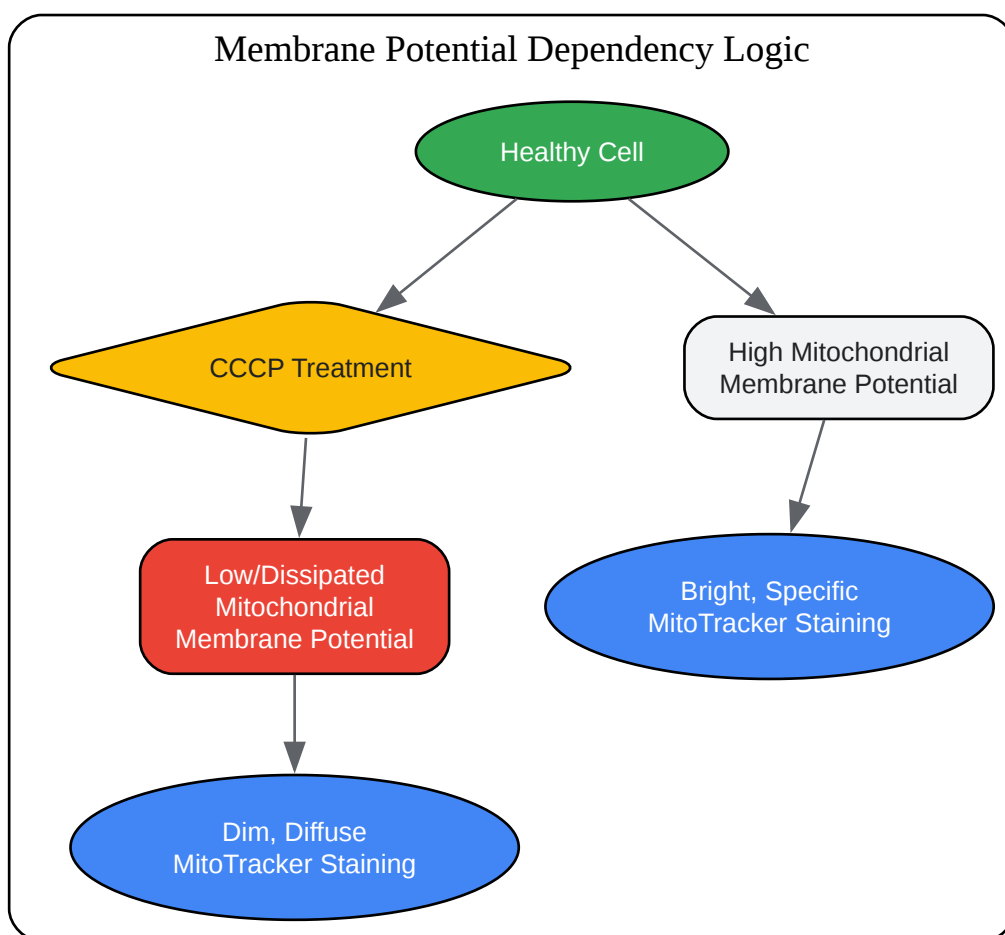 Membrane Potential Dependency Logic
Healthy Cell
CCCP Treatment
High Mitochondrial
Membrane Potential
Low/Dissipated
Mitochondrial
Membrane Potential
Bright, Specific
MitoTracker Staining
Dim, Diffuse
MitoTracker Staining